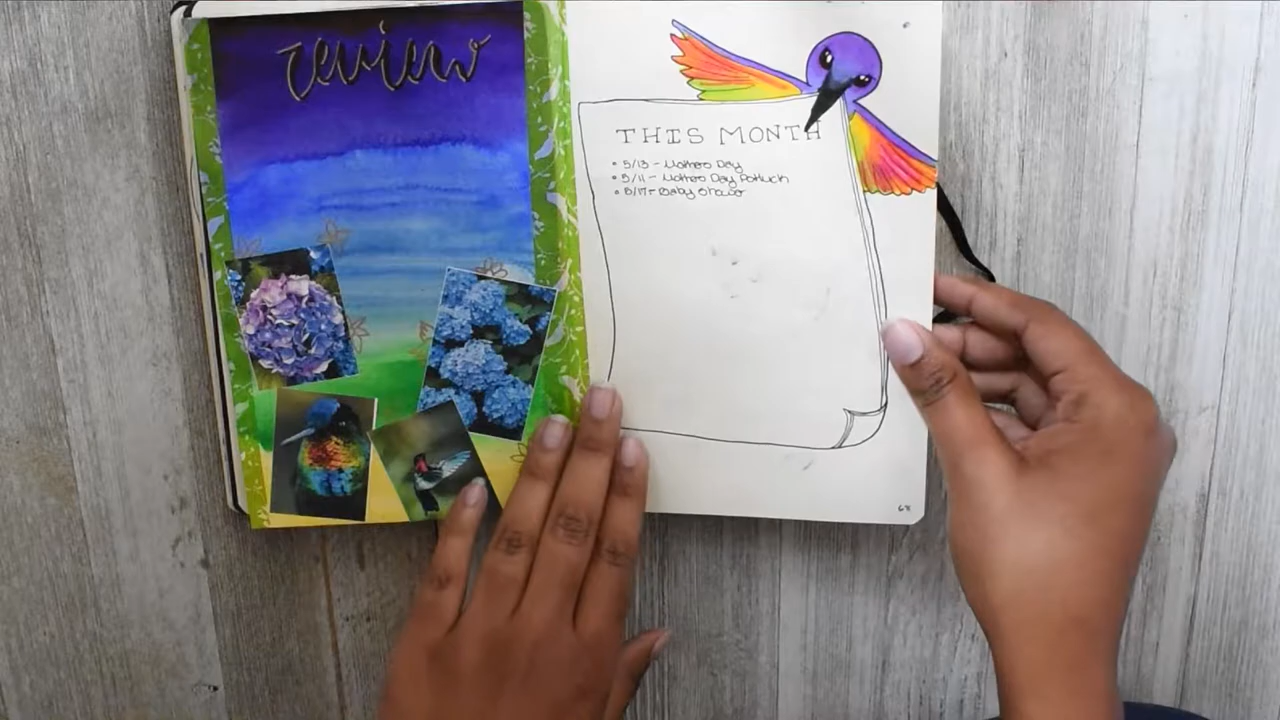 review
THIS MONTH
• 5/13 - Mothers Day
• 5/11 - Mothers Day Potluck
• 5/17 - Baby Shower